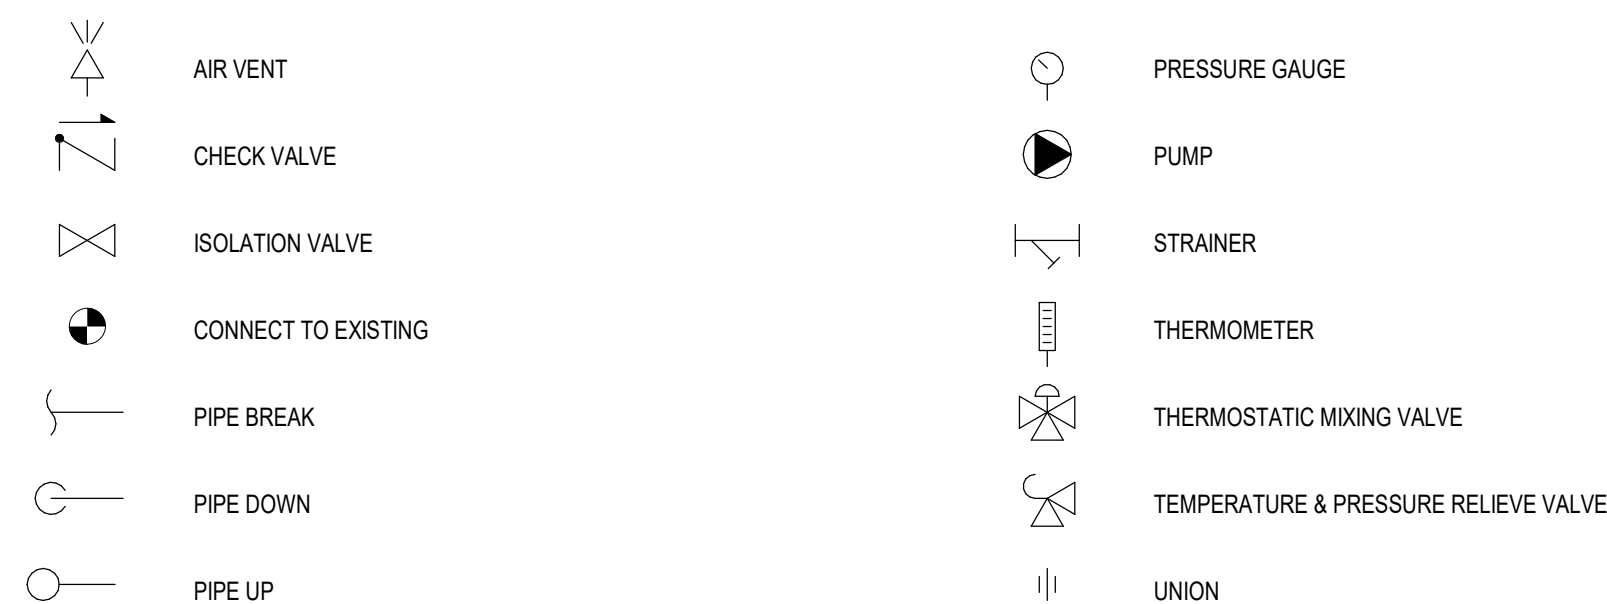 AIR VENT
CHECK VALVE
ISOLATION VALVE
CONNECT TO EXISTING
PIPE BREAK
PIPE DOWN
PIPE UP
PRESSURE GAUGE
PUMP
STRAINER
THERMOMETER
THERMOSTATIC MIXING VALVE
TEMPERATURE & PRESSURE RELIEVE VALVE
UNION